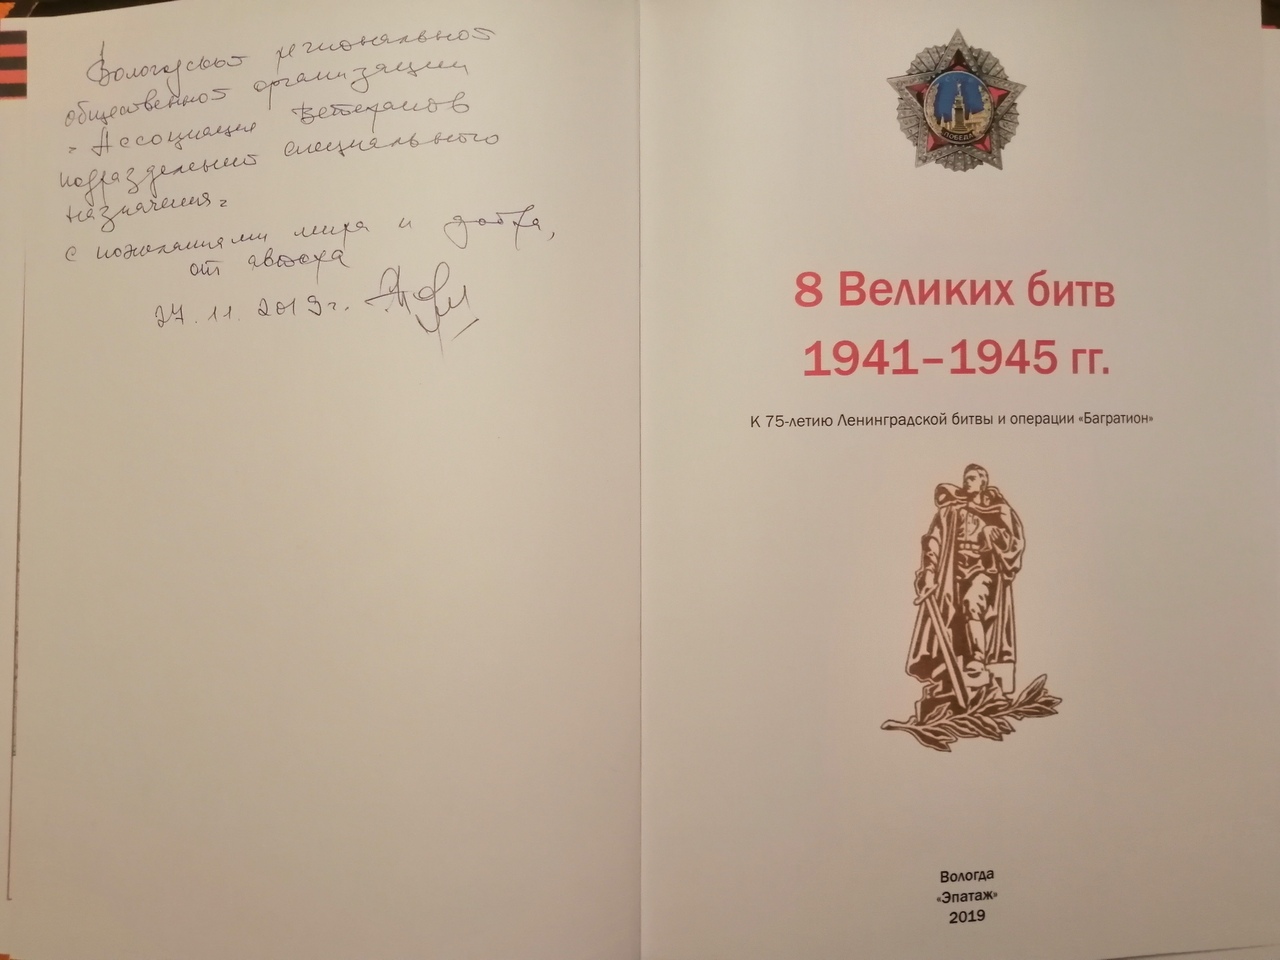 Вологодской региональной
общественной организации
"Ассоциация Ветеранов
подразделений специального
назначения"
с пожеланиями мира и добра,
от автора
27.11.2019г.
ПОБЕДА
8 Великих битв
1941–1945 гг.
К 75-летию Ленинградской битвы и операции «Багратион»
Вологда
«Эпатаж»
2019